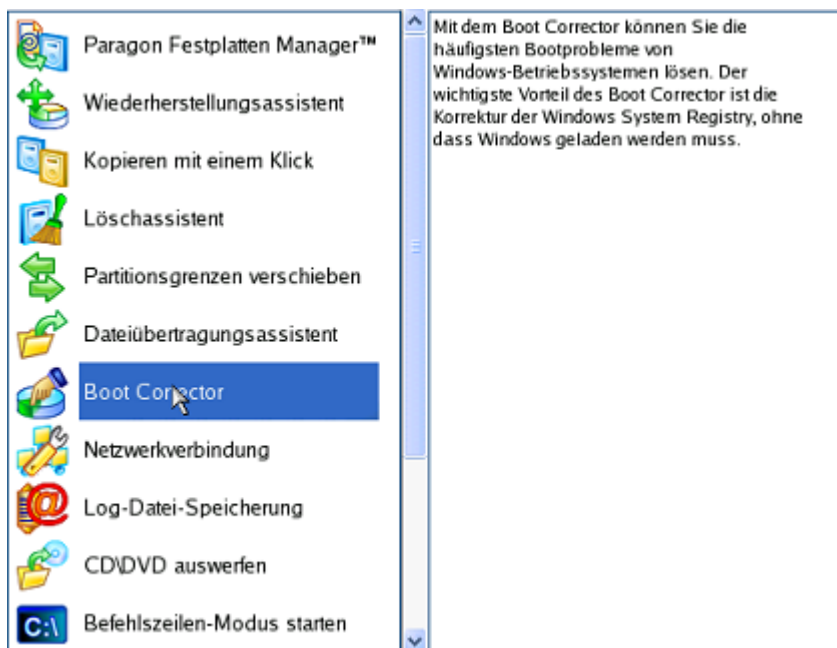 Paragon Festplatten Manager™
Wiederherstellungsassistent
Kopieren mit einem Klick
Löschassistent
Partitionsgrenzen verschieben
Dateiübertragungsassistent
Boot Corrector
Netzwerkverbindung
Log-Datei-Speicherung
CD\DVD auswerfen
C:\ Befehlszeilen-Modus starten
Mit dem Boot Corrector können Sie die
häufigsten Bootprobleme von
Windows-Betriebssystemen lösen. Der
wichtigste Vorteil des Boot Corrector ist die
Korrektur der Windows System Registry, ohne
dass Windows geladen werden muss.